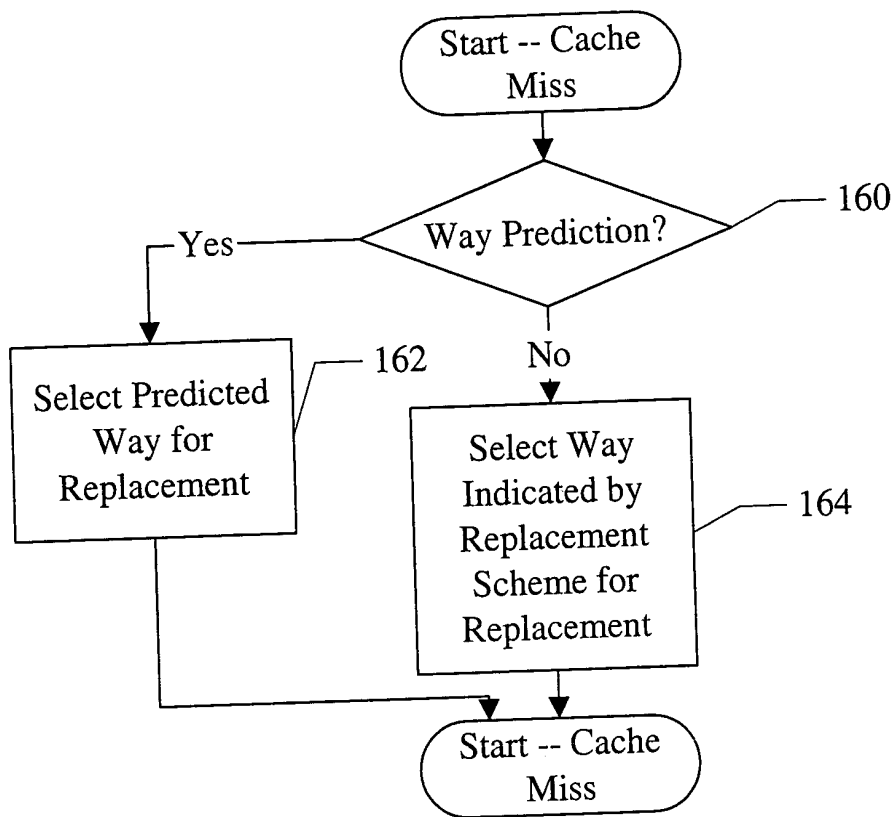 Start -- Cache
Miss
Way Prediction?
160
Yes
No
162
Select Predicted
Way for
Replacement
Select Way
Indicated by
Replacement
Scheme for
Replacement
164
Start -- Cache
Miss